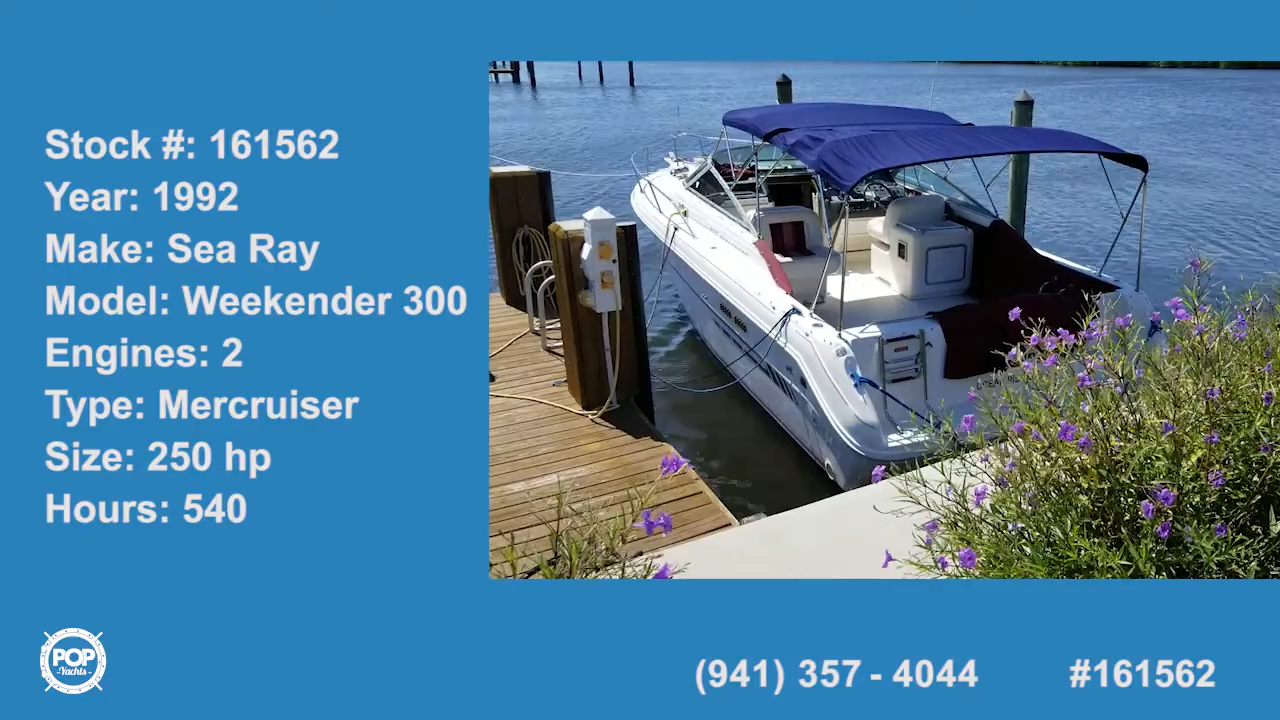 Stock #: 161562
Year: 1992
Make: Sea Ray
Model: Weekender 300
Engines: 2
Type: Mercruiser
Size: 250 hp
Hours: 540
POP
-Yachts-
(941) 357 - 4044 #161562